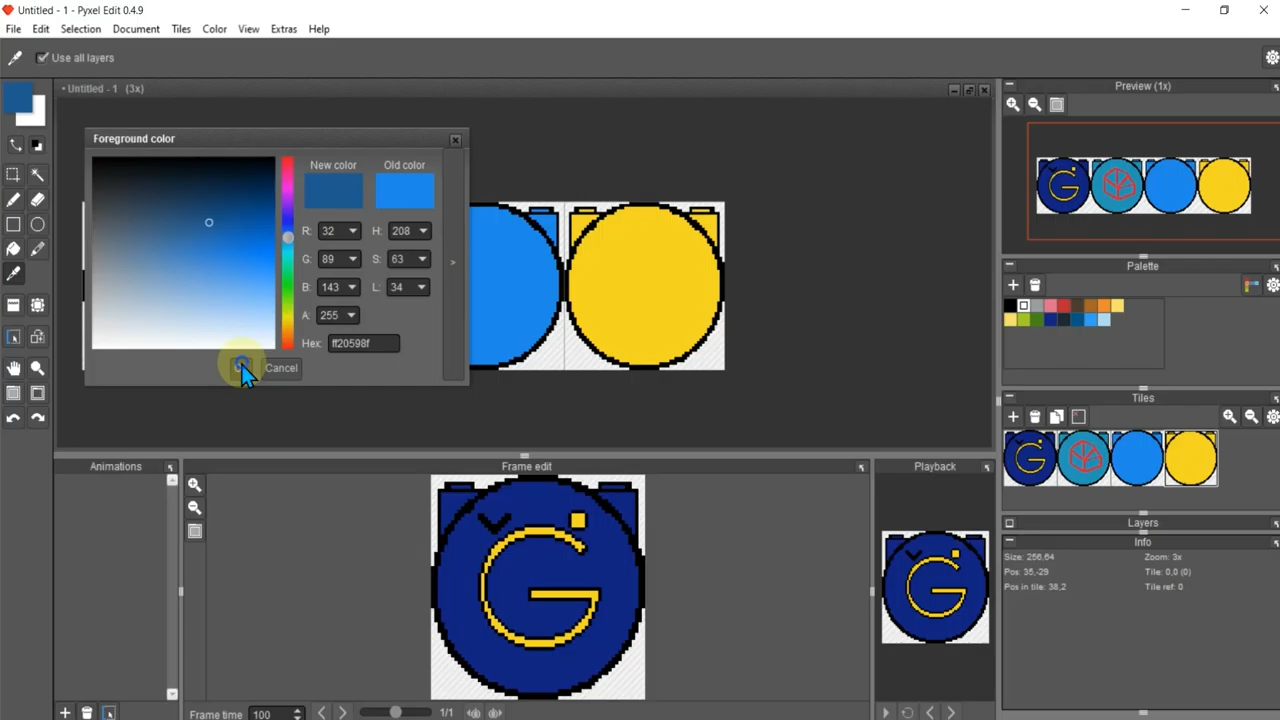 Untitled - 1 - Pyxel Edit 0.4.9
File Edit Selection Document Tiles Color View Extras Help
Use all layers
• Untitled - 1 (3x)
Foreground color
New color Old color
R: 32 H: 208
G: 89 S: 63
B: 143 L: 34
A: 255
Hex: ff20598f
Cancel
Preview (1x)
Palette
Tiles
Layers
Info
Size: 256,64 Zoom: 3x
Pos: 35,-29 Tile: 0,0 (0)
Pos in tile: 38,2 Tile ref: 0
Animations
Frame edit
Playback
G
G
Frame time 100 1/1